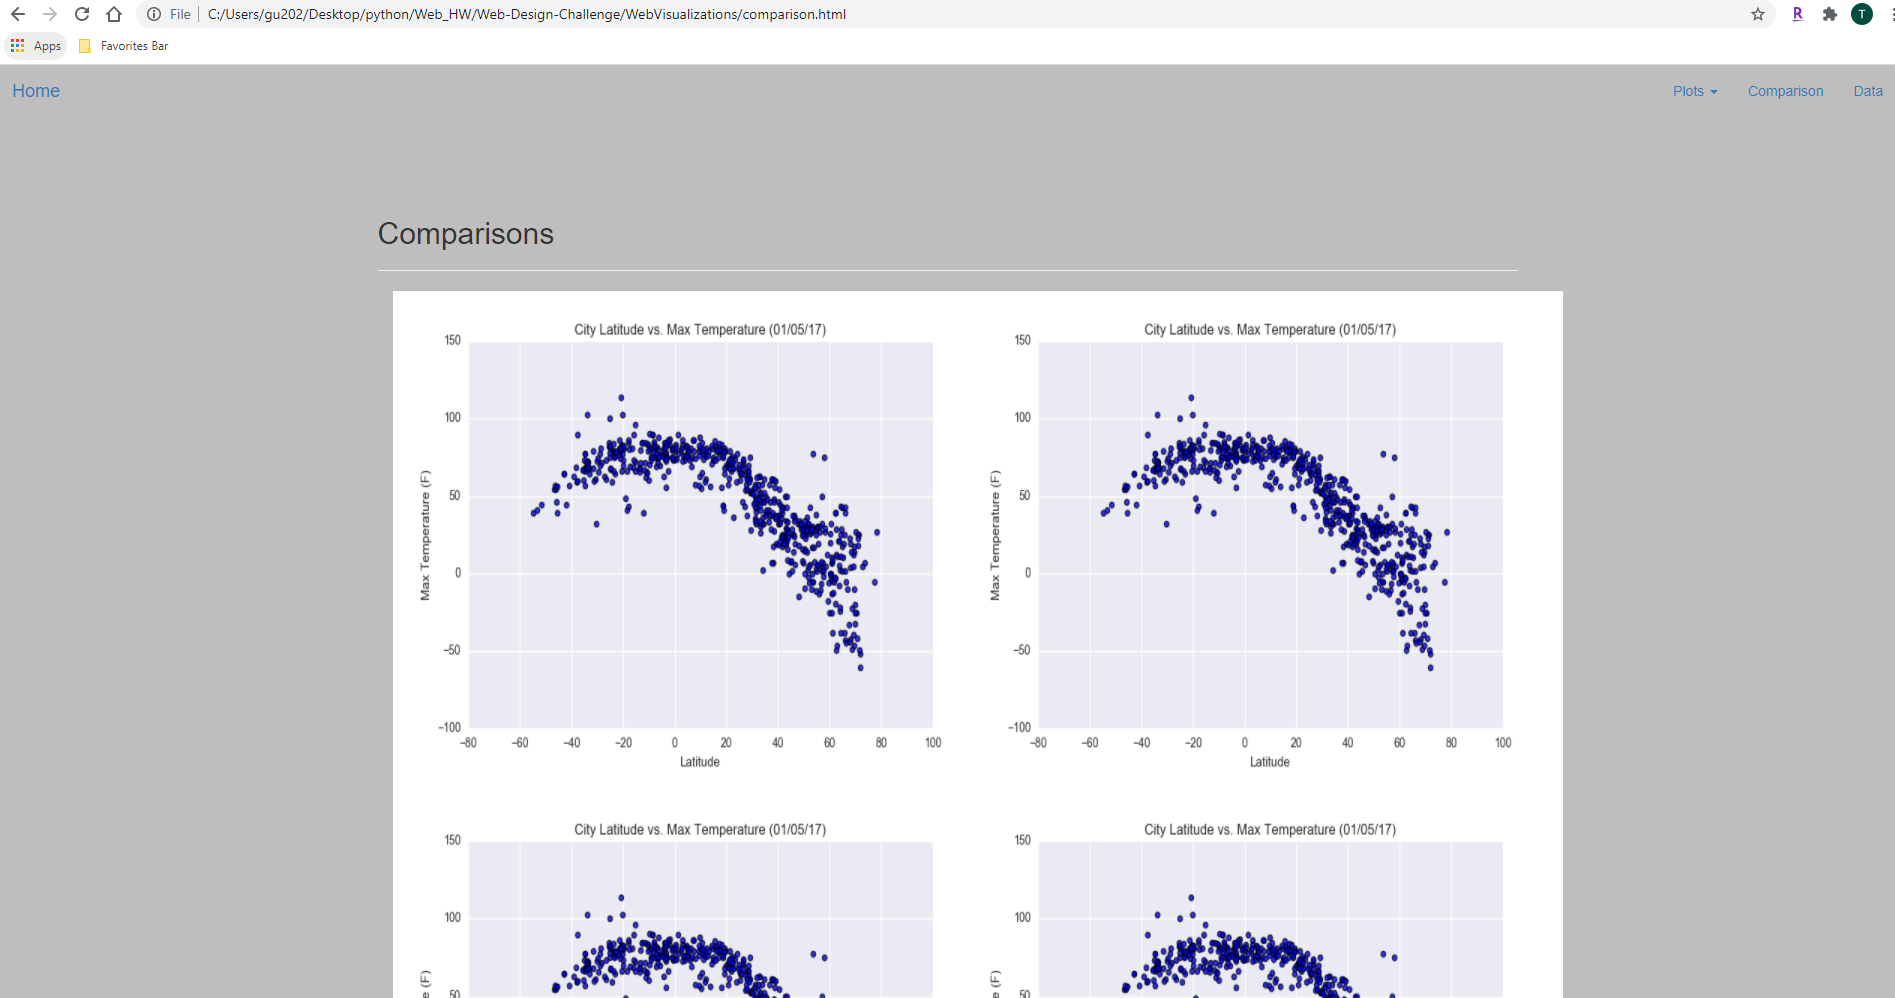 File C:/Users/gu202/Desktop/python/Web_HW/Web-Design-Challenge/WebVisualizations/comparison.html R T
Apps Favorites Bar
Home Plots Comparison Data
Comparisons
City Latitude vs. Max Temperature (01/05/17)
150
100
50
0
−50
−100
Max Temperature (F)
−80 −60 −40 −20 0 20 40 60 80 100
Latitude
City Latitude vs. Max Temperature (01/05/17)
150
100
50
0
−50
−100
Max Temperature (F)
−80 −60 −40 −20 0 20 40 60 80 100
Latitude
City Latitude vs. Max Temperature (01/05/17)
150
100
50
e (F)
City Latitude vs. Max Temperature (01/05/17)
150
100
50
e (F)